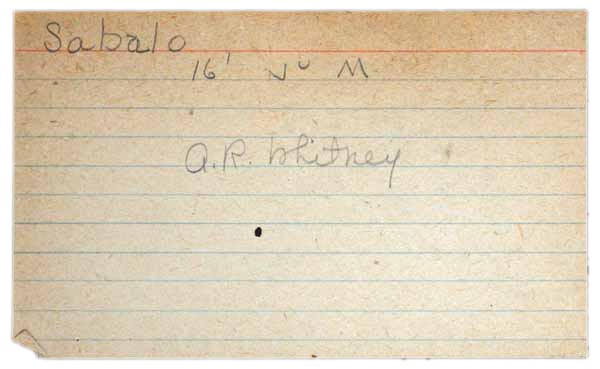 Sabalo
16' V U M
A.R. Whitney